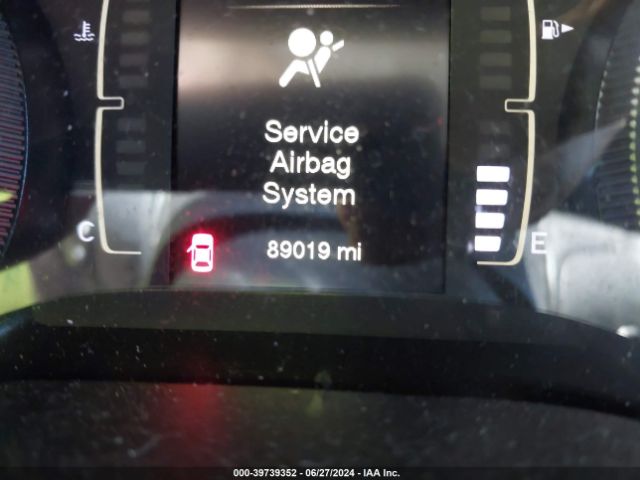 Service
Airbag
System
C
89019 mi
E
000-39739352 - 06/27/2024 - IAA Inc.